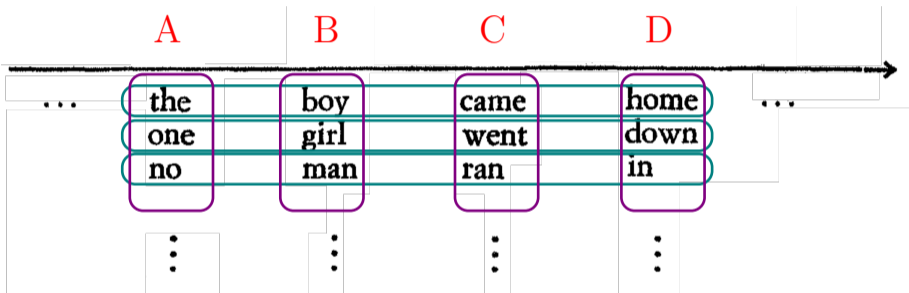 A B C D
... the boy came home ...
one girl went down
no man ran in
⋮ ⋮ ⋮ ⋮